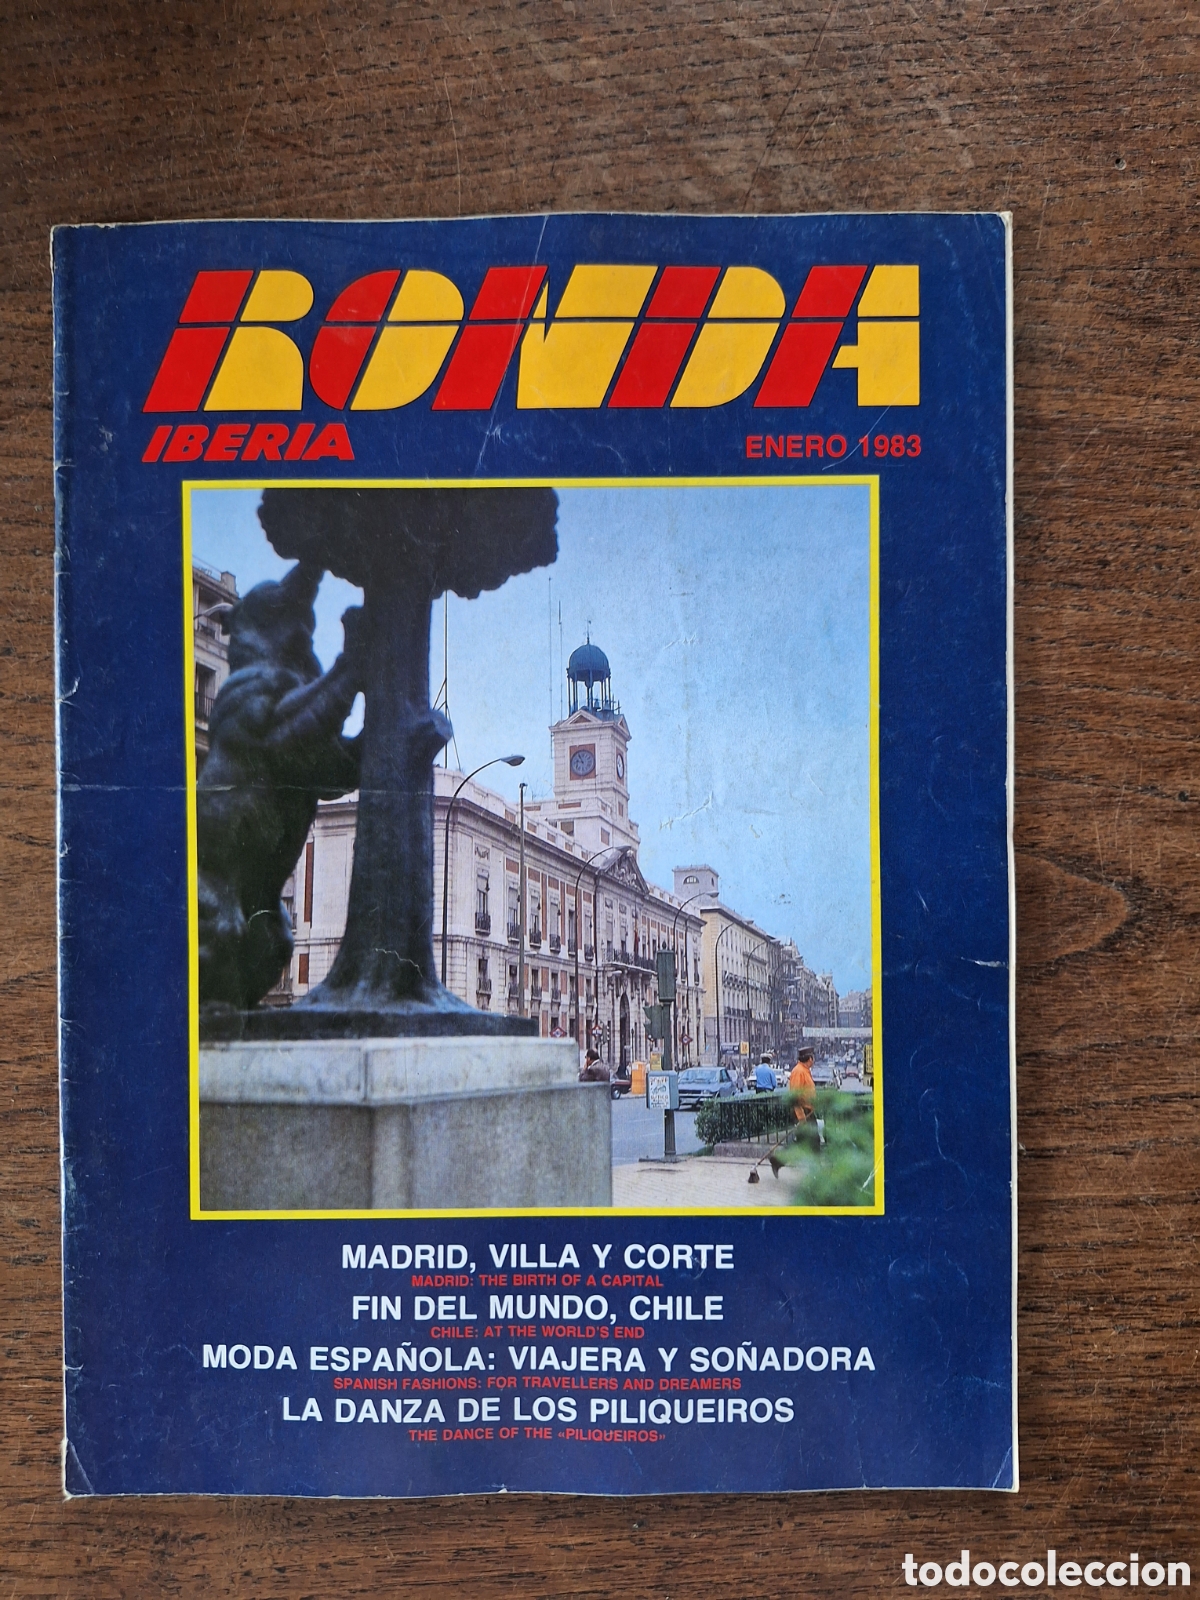 RONDA
IBERIA
ENERO 1983
MADRID, VILLA Y CORTE
MADRID: THE BIRTH OF A CAPITAL
FIN DEL MUNDO, CHILE
CHILE: AT THE WORLD'S END
MODA ESPAÑOLA: VIAJERA Y SOÑADORA
SPANISH FASHIONS: FOR TRAVELLERS AND DREAMERS
LA DANZA DE LOS PILIQUEIROS
THE DANCE OF THE «PILIQUEIROS»
todocoleccion